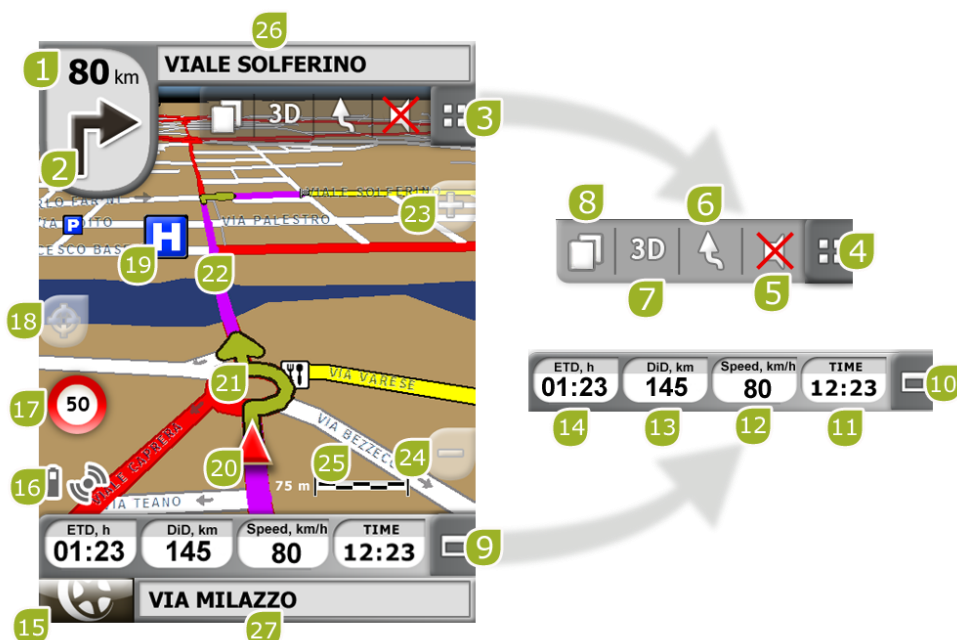 26
1
80 km
VIALE SOLFERINO
2
3D
3
VIALE SOLFERINO
23
VIA PALESTRO
P
H
19
22
18
8
6
3D
4
7
5
21
VIA VARESE
17
50
VIALE CAPRERA
VIA BEZZECC
20
25
24
16
75 m
VIA TEANO
ETD, h
01:23
DiD, km
145
Speed, km/h
80
TIME
12:23
9
15
VIA MILAZZO
27
ETD, h
01:23
DiD, km
145
Speed, km/h
80
TIME
12:23
10
14
13
12
11